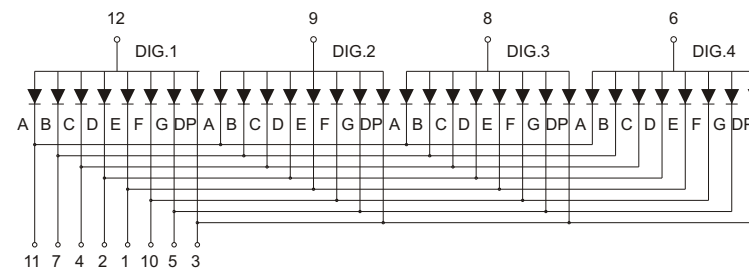 12 9 8 6
DIG.1 DIG.2 DIG.3 DIG.4
A B C D E F G DP A B C D E F G DP A B C D E F G DP A B C D E F G DP
11 7 4 2 1 10 5 3